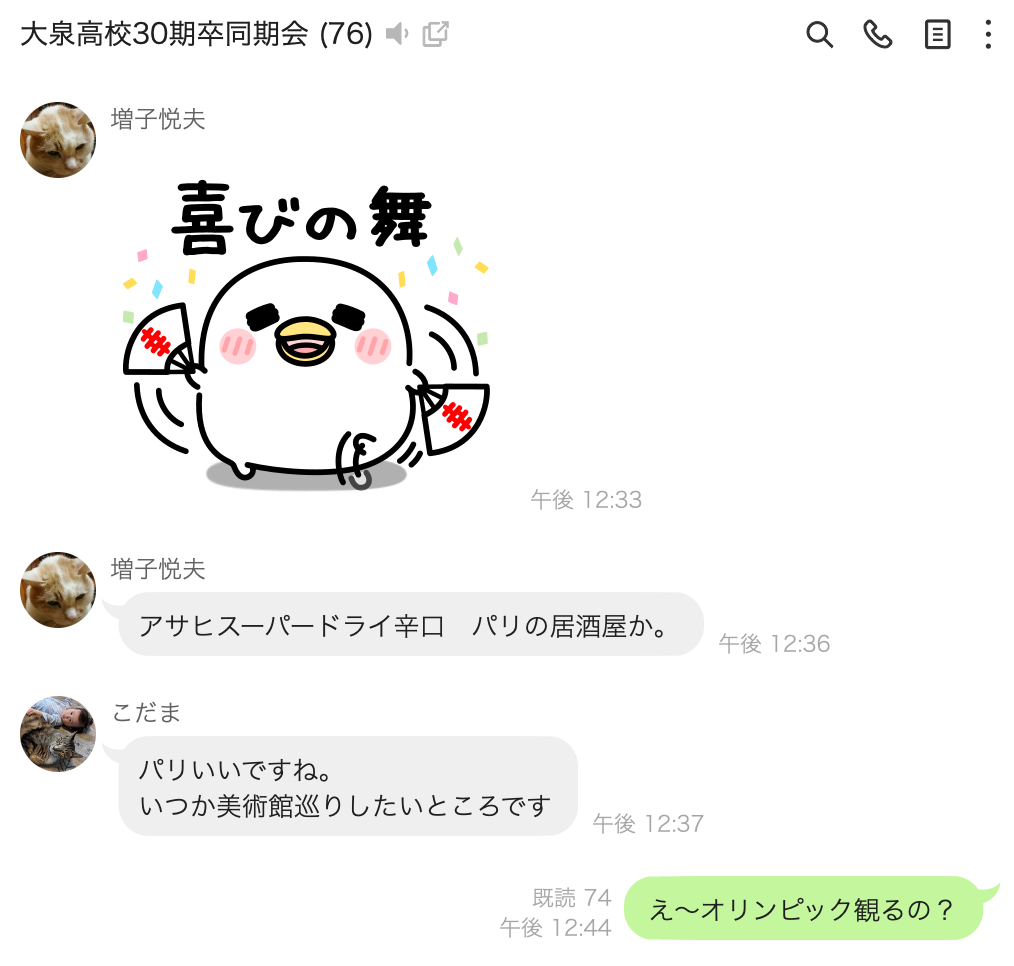 大泉高校30期卒同期会 (76)
増子悦夫
喜びの舞
幸
幸
午後 12:33
増子悦夫
アサヒスーパードライ辛口　パリの居酒屋か。
午後 12:36
こだま
パリいいですね。
いつか美術館巡りしたいところです
午後 12:37
既読 74
午後 12:44
え〜オリンピック観るの？